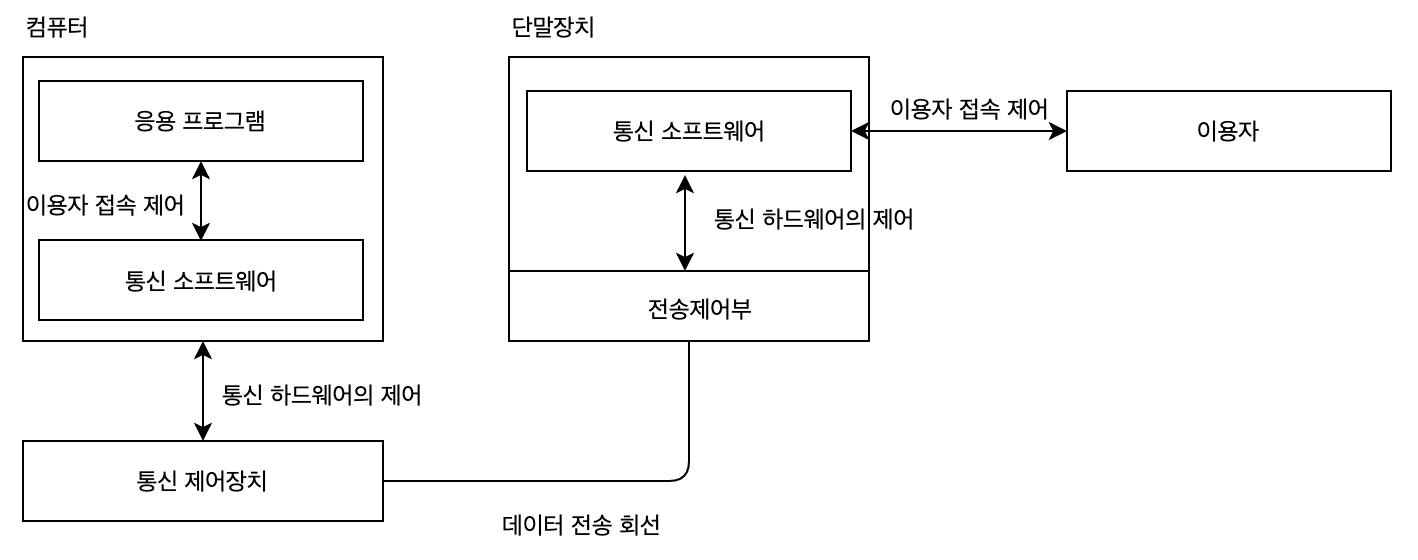 컴퓨터
단말장치
응용 프로그램
통신 소프트웨어
이용자 접속 제어
이용자
이용자 접속 제어
통신 하드웨어의 제어
통신 소프트웨어
전송제어부
통신 하드웨어의 제어
통신 제어장치
데이터 전송 회선